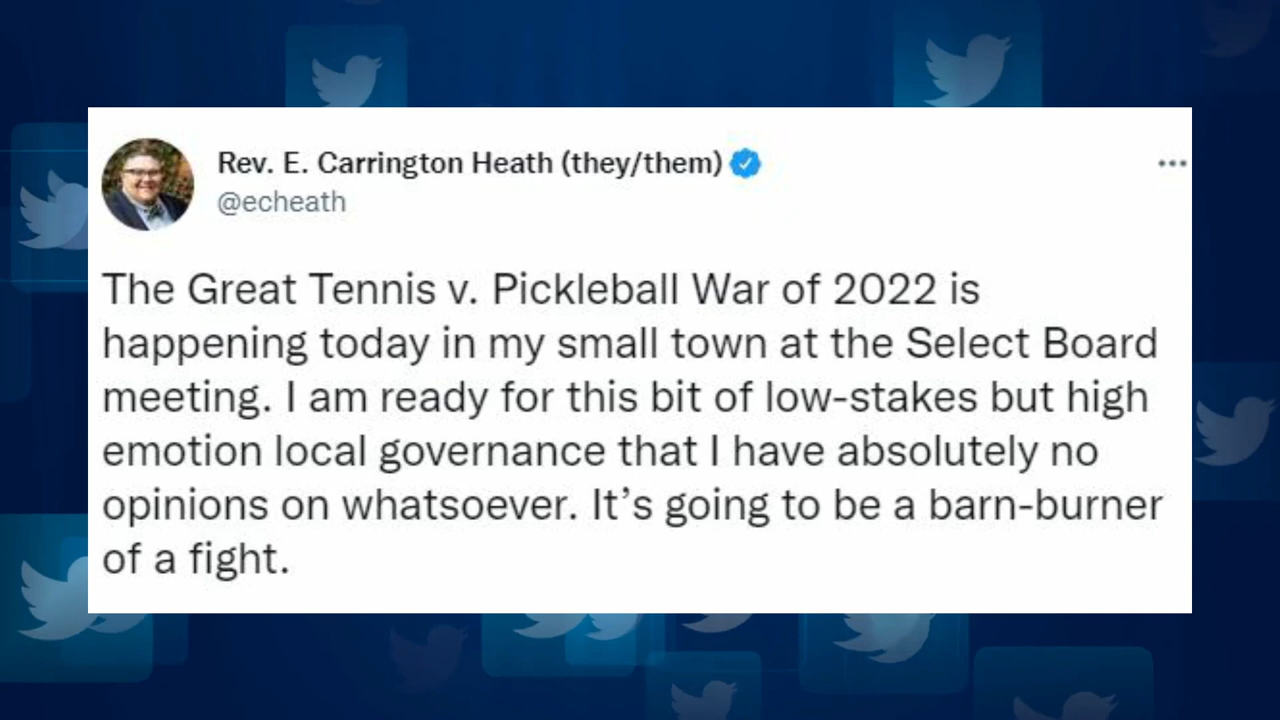 Rev. E. Carrington Heath (they/them)
@echeath
The Great Tennis v. Pickleball War of 2022 is
happening today in my small town at the Select Board
meeting. I am ready for this bit of low-stakes but high
emotion local governance that I have absolutely no
opinions on whatsoever. It’s going to be a barn-burner
of a fight.